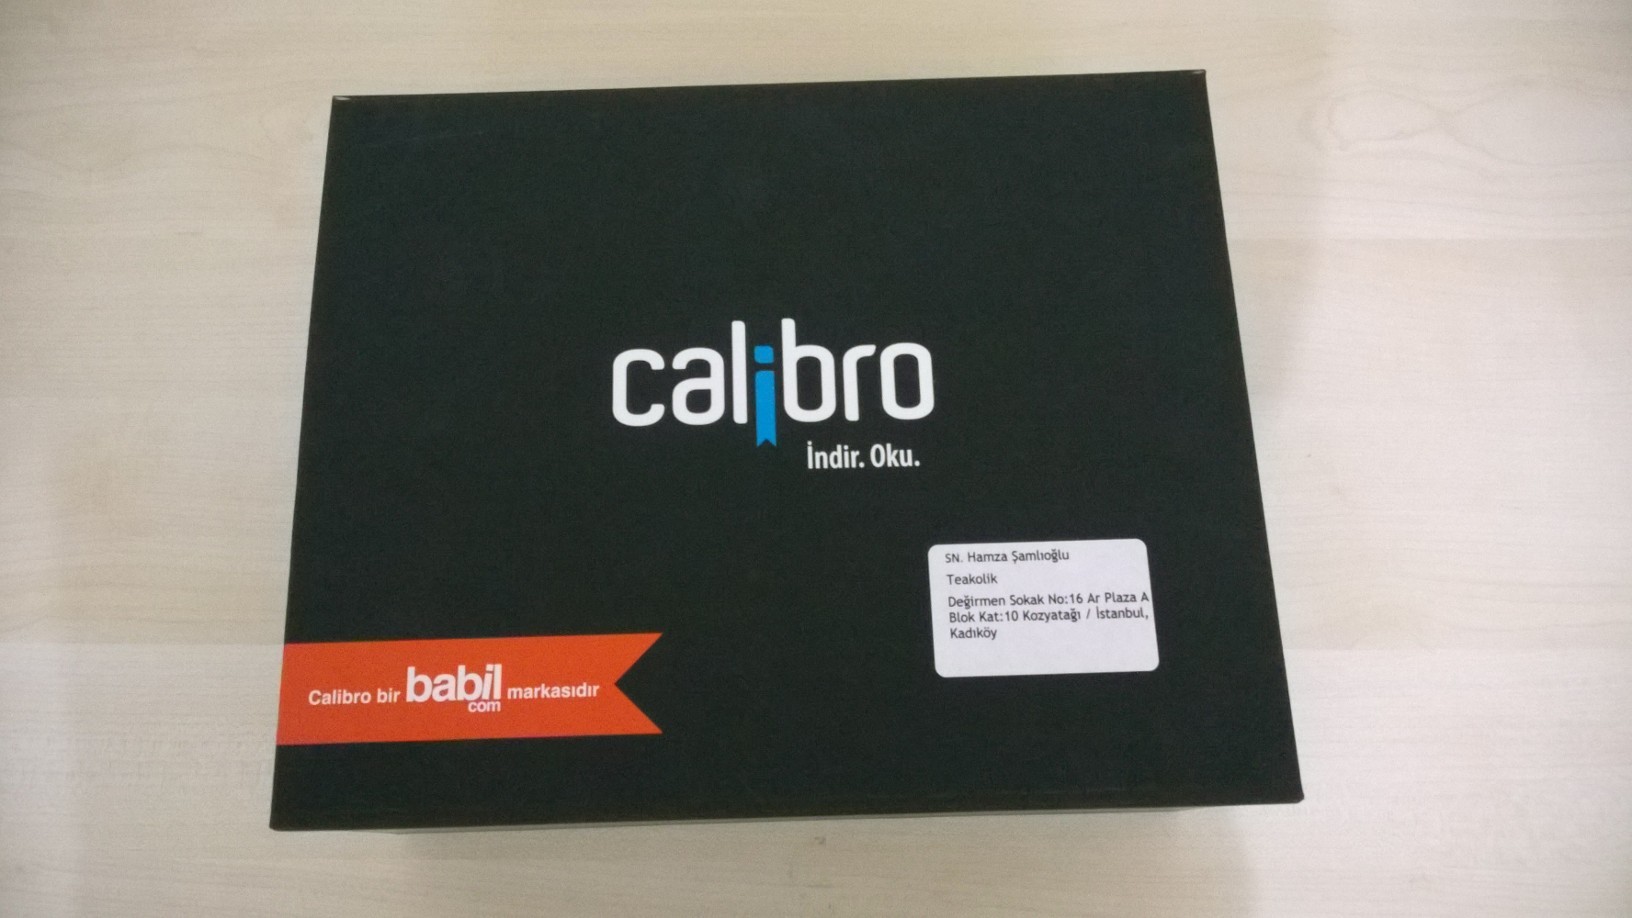 calibro
İndir. Oku.
SN. Hamza Şamlıoğlu
Teakolik
Değirmen Sokak No:16 Ar Plaza A
Blok Kat:10 Kozyatağı / İstanbul,
Kadıköy
Calibro bir babil.com markasıdır